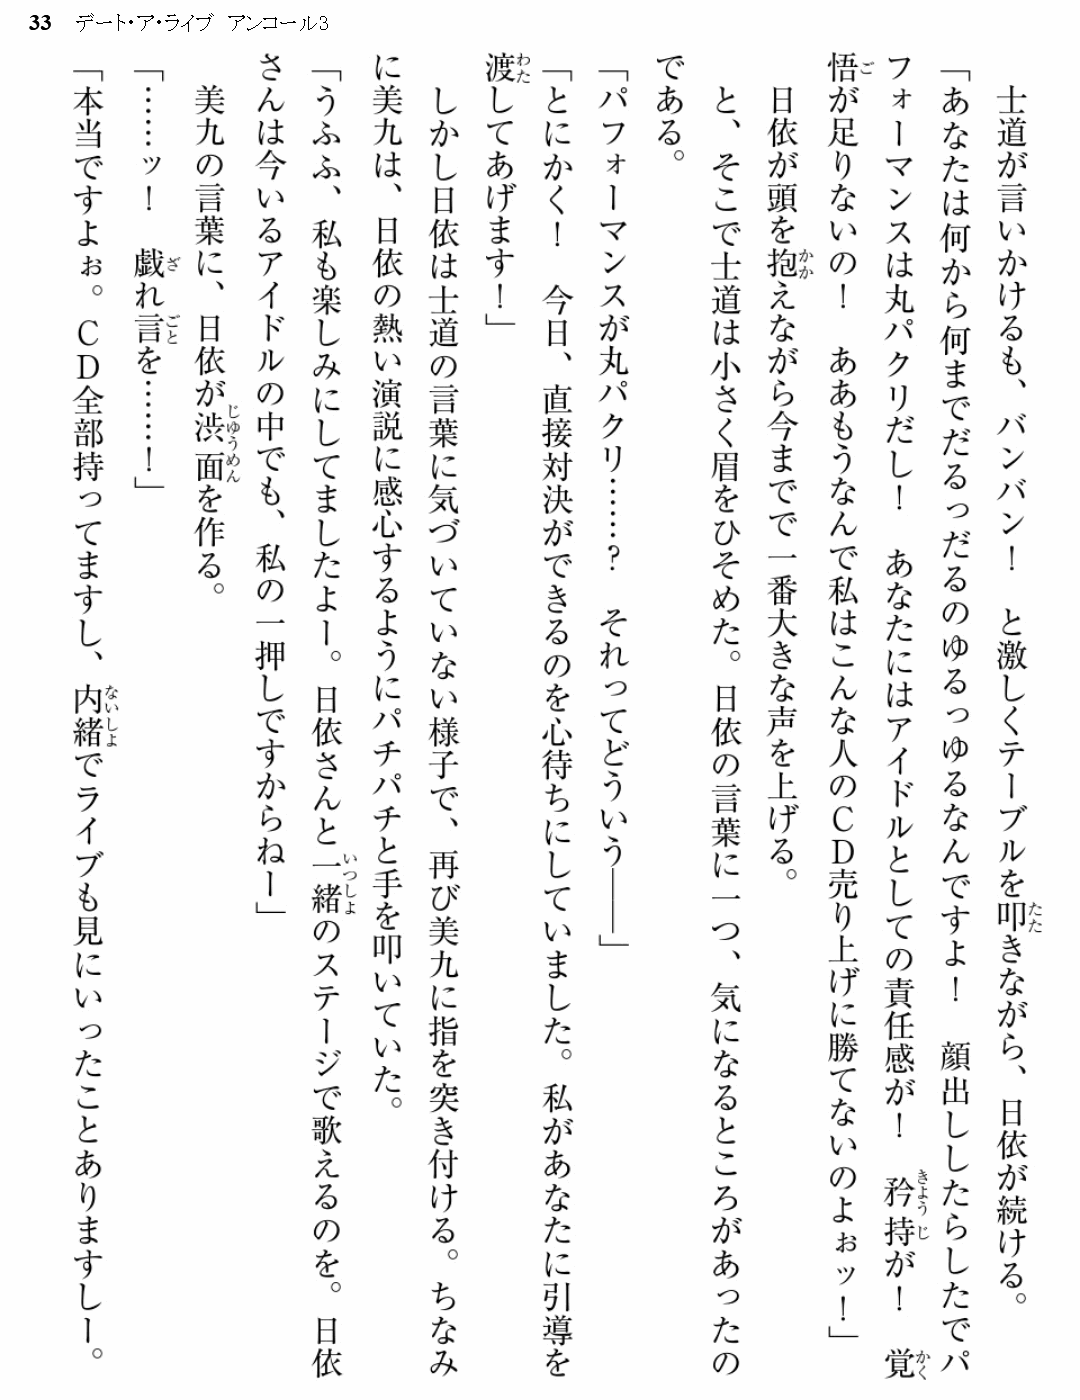 33 デート・ア・ライブ アンコール3
　士道が言いかけるも、バンバン！　と激しくテーブルを叩きながら、日依が続ける。
「あなたは何から何までだるっだるのゆるっゆるなんですよ！　顔出ししたらしたでパ
フォーマンスは丸パクリだし！　あなたにはアイドルとしての責任感が！　矜持が！　覚
悟が足りないの！　ああもうなんで私はこんな人のＣＤ売り上げに勝てないのよぉッ！」
　日依が頭を抱えながら今までで一番大きな声を上げる。
　と、そこで士道は小さく眉をひそめた。日依の言葉に一つ、気になるところがあったの
である。
「パフォーマンスが丸パクリ……？　それってどういう――」
「とにかく！　今日、直接対決ができるのを心待ちにしていました。私があなたに引導を
渡してあげます！」
　しかし日依は士道の言葉に気づいていない様子で、再び美九に指を突き付ける。ちなみ
に美九は、日依の熱い演説に感心するようにパチパチと手を叩いていた。
「うふふ、私も楽しみにしてましたよー。日依さんと一緒のステージで歌えるのを。日依
さんは今いるアイドルの中でも、私の一押しですからねー」
　美九の言葉に、日依が渋面を作る。
「……ッ！　戯れ言を………！」
「本当ですよぉ。ＣＤ全部持ってますし、内緒でライブも見にいったことありますしー。